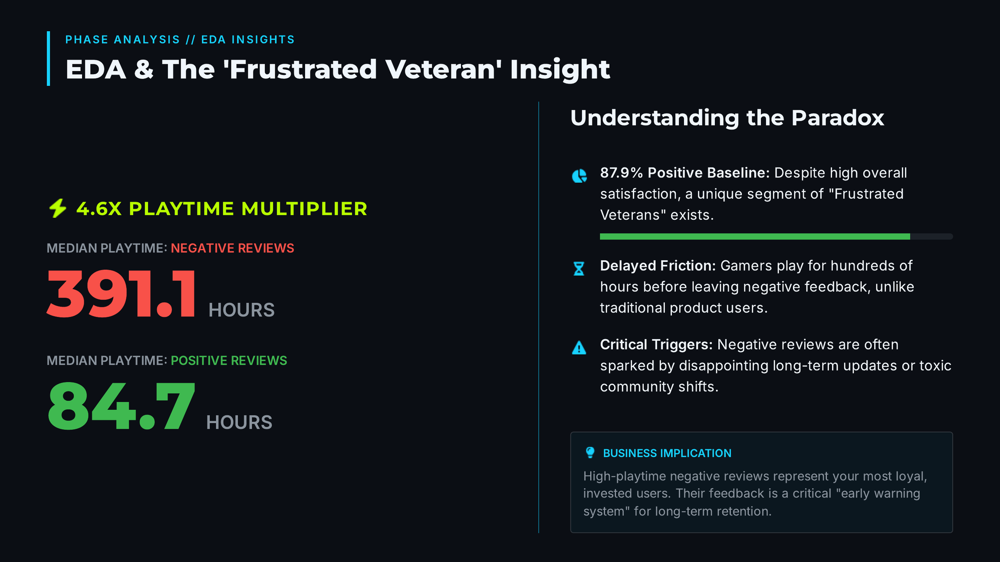 PHASE ANALYSIS // EDA INSIGHTS
EDA & The 'Frustrated Veteran' Insight
4.6X PLAYTIME MULTIPLIER
MEDIAN PLAYTIME: NEGATIVE REVIEWS
391.1 HOURS
MEDIAN PLAYTIME: POSITIVE REVIEWS
84.7 HOURS
Understanding the Paradox
87.9% Positive Baseline: Despite high overall
satisfaction, a unique segment of "Frustrated
Veterans" exists.
Delayed Friction: Gamers play for hundreds of
hours before leaving negative feedback, unlike
traditional product users.
Critical Triggers: Negative reviews are often
sparked by disappointing long-term updates or toxic
community shifts.
BUSINESS IMPLICATION
High-playtime negative reviews represent your most loyal,
invested users. Their feedback is a critical "early warning
system" for long-term retention.